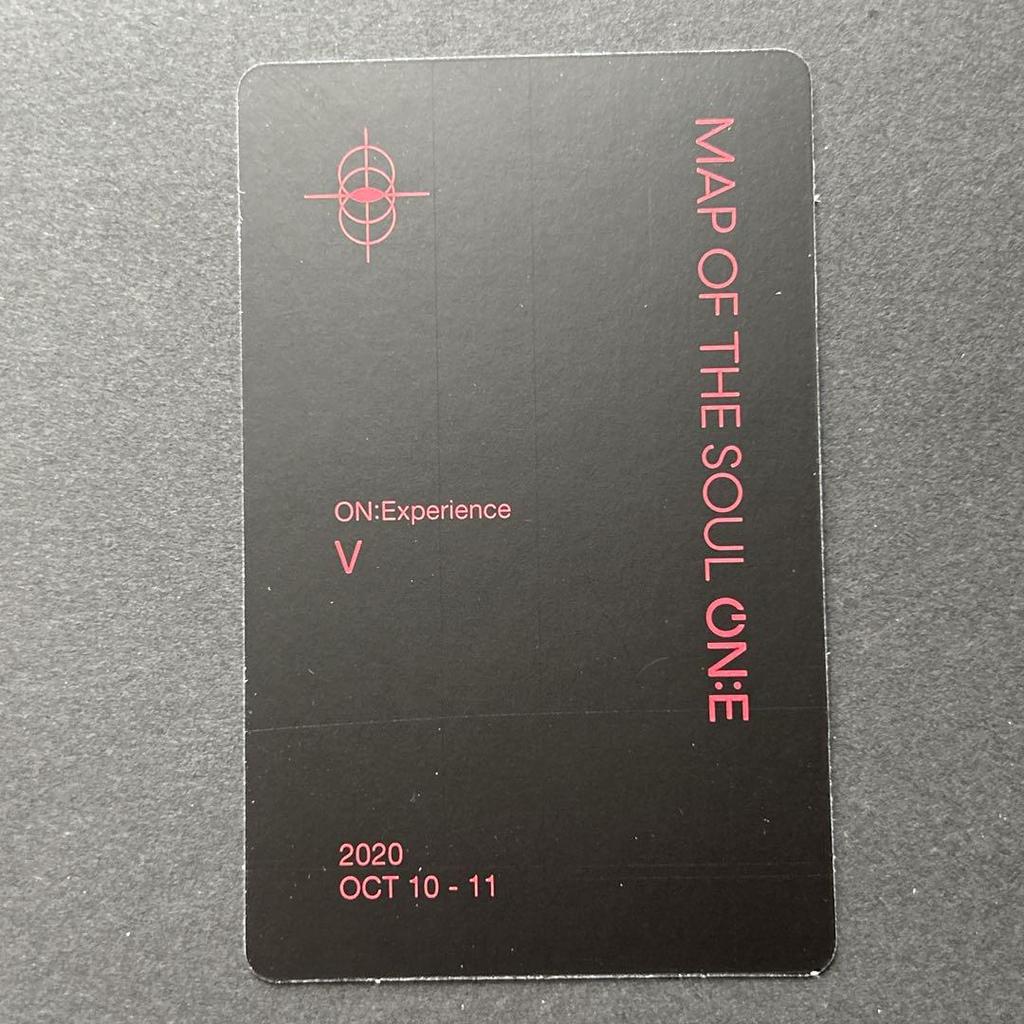 MAP OF THE SOUL ON:E
ON:Experience
V
2020
OCT 10 - 11